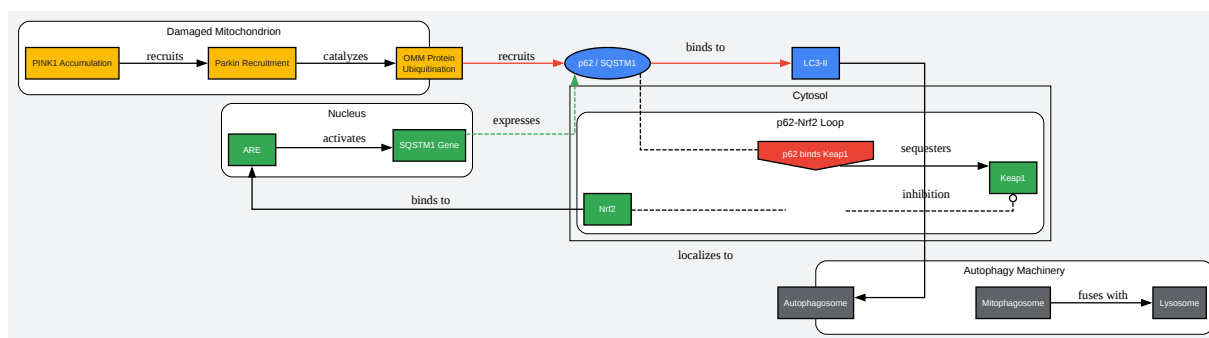 Damaged Mitochondrion
PINK1 Accumulation
recruits
Parkin Recruitment
catalyzes
OMM Protein
Ubiquitination
recruits
p62 / SQSTM1
binds to
LC3-II
Nucleus
ARE
activates
SQSTM1 Gene
expresses
Cytosol
p62-Nrf2 Loop
p62 binds Keap1
sequesters
Keap1
inhibition
Nrf2
binds to
localizes to
Autophagy Machinery
Autophagosome
Mitophagosome
fuses with
Lysosome